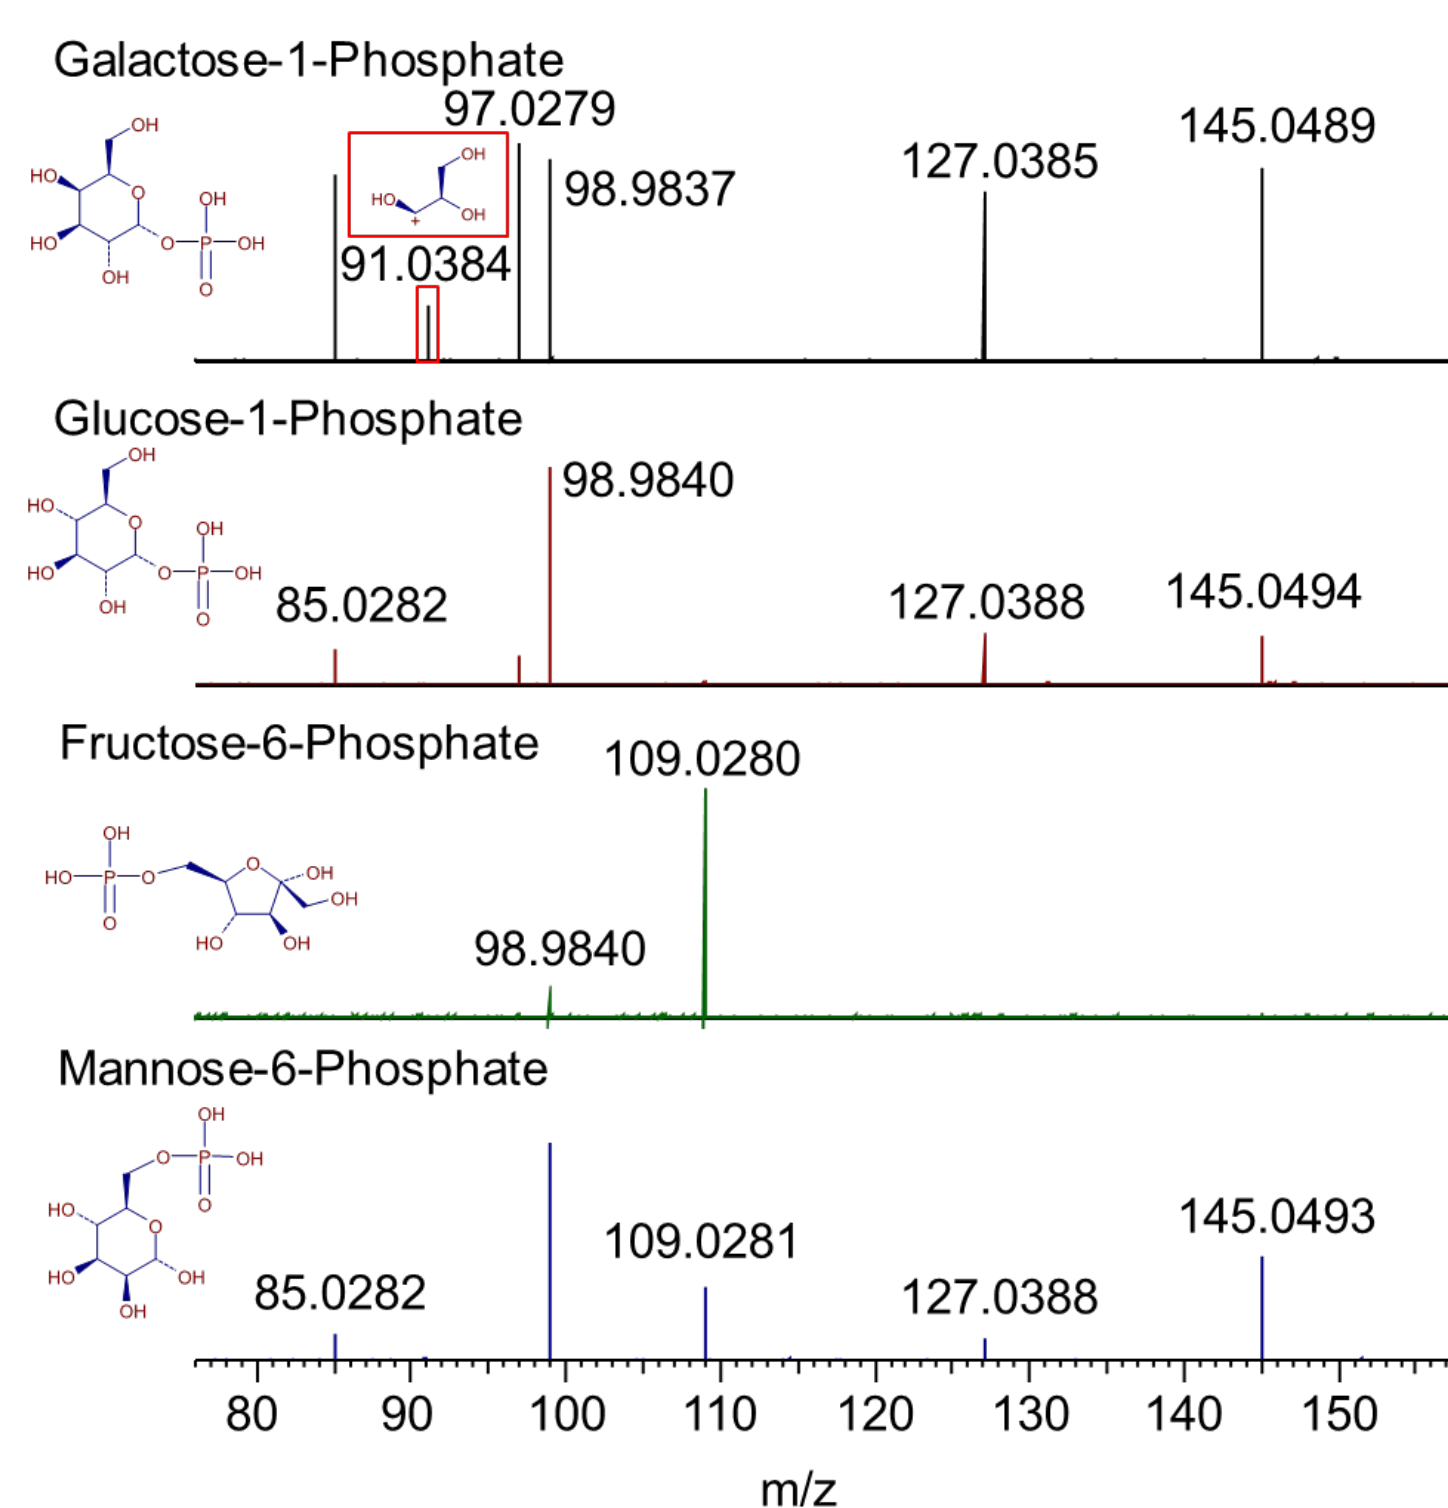 Galactose-1-Phosphate
97.0279
OH
HO
O
OH
HO
O
P
OH
OH
O
OH
HO
+
OH
91.0384
98.9837
127.0385
145.0489
Glucose-1-Phosphate
OH
HO
O
OH
HO
O
P
OH
OH
O
98.9840
85.0282
127.0388
145.0494
Fructose-6-Phosphate
109.0280
OH
HO
P
O
O
O
OH
OH
HO
OH
98.9840
Mannose-6-Phosphate
OH
O
P
OH
O
HO
O
HO
OH
OH
85.0282
109.0281
127.0388
145.0493
80 90 100 110 120 130 140 150
m/z